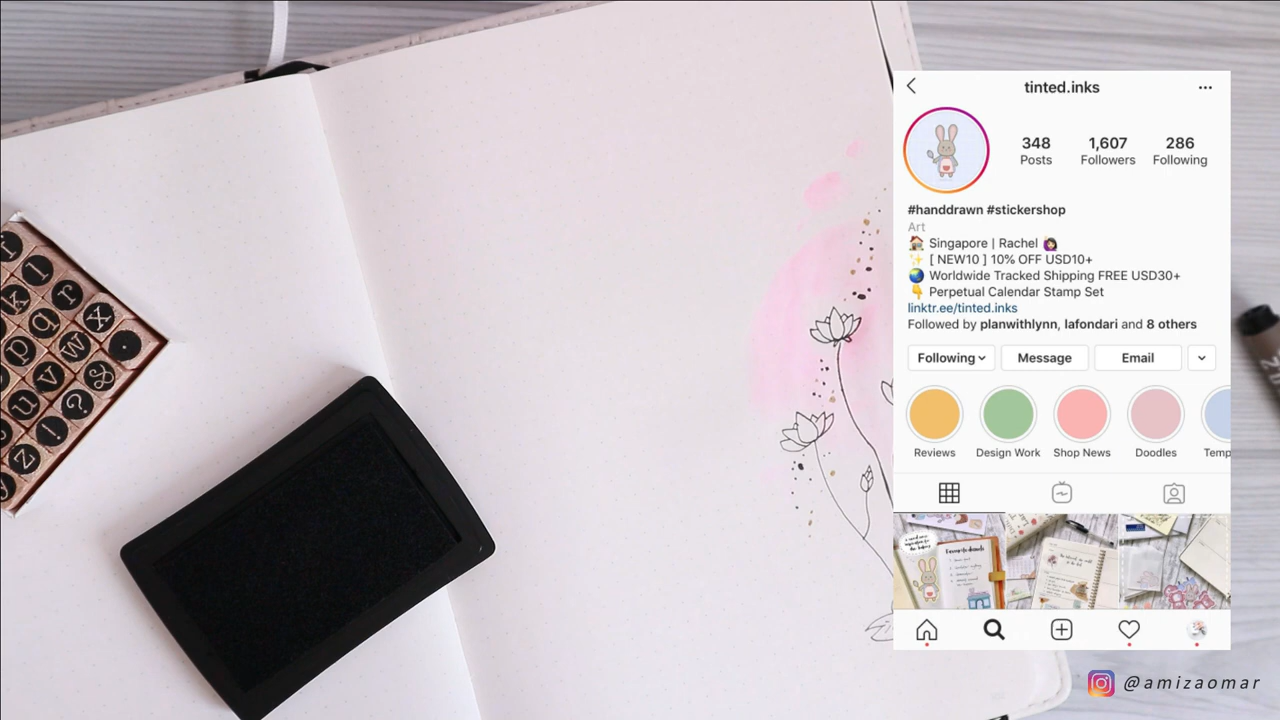 tinted.inks
348
1,607
286
Posts
Followers
Following
#handdrawn #stickershop
Art
Singapore | Rachel
[ NEW10 ] 10% OFF USD10+
Worldwide Tracked Shipping FREE USD30+
Perpetual Calendar Stamp Set
linktr.ee/tinted.inks
Followed by planwithlynn, lafondari and 8 others
Following
Message
Email
Reviews
Design Work
Shop News
Doodles
@amizaomar
f
l
r
x
k
q
w
p
v
&
u
?
!
z